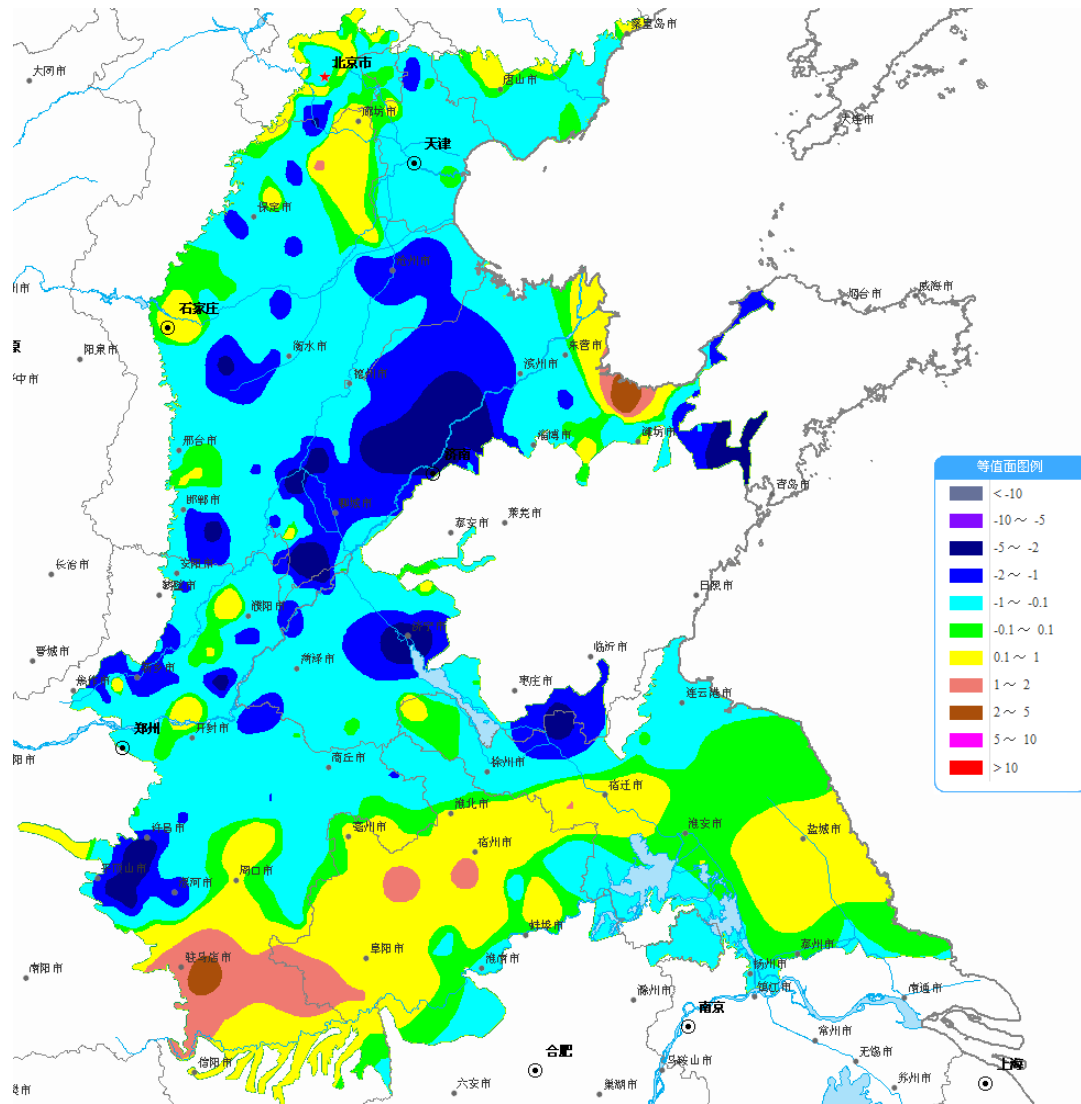 秦皇岛市
大同市
北京市
唐山市
廊坊市
大连市
天津
保定市
沧州市
石家庄
烟台市
威海市
阳泉市
衡水市
德州市
滨州市
东营市
邢台市
淄博市
潍坊市
济南
青岛市
邯郸市
聊城市
莱芜市
泰安市
长治市
安阳市
鹤壁市
日照市
濮阳市
济宁市
晋城市
新乡市
菏泽市
临沂市
焦作市
枣庄市
连云港市
郑州
开封市
商丘市
徐州市
宿迁市
淮北市
许昌市
亳州市
淮安市
盐城市
宿州市
平顶山市
漯河市
周口市
蚌埠市
阜阳市
驻马店市
淮南市
泰州市
扬州市
南阳市
滁州市
镇江市
南通市
南京
常州市
合肥
信阳市
马鞍山市
无锡市
上海
六安市
巢湖市
苏州市
等值面图例
< -10
-10～ -5
-5～ -2
-2～ -1
-1～ -0.1
-0.1～ 0.1
0.1～ 1
1～ 2
2～ 5
5～ 10
> 10